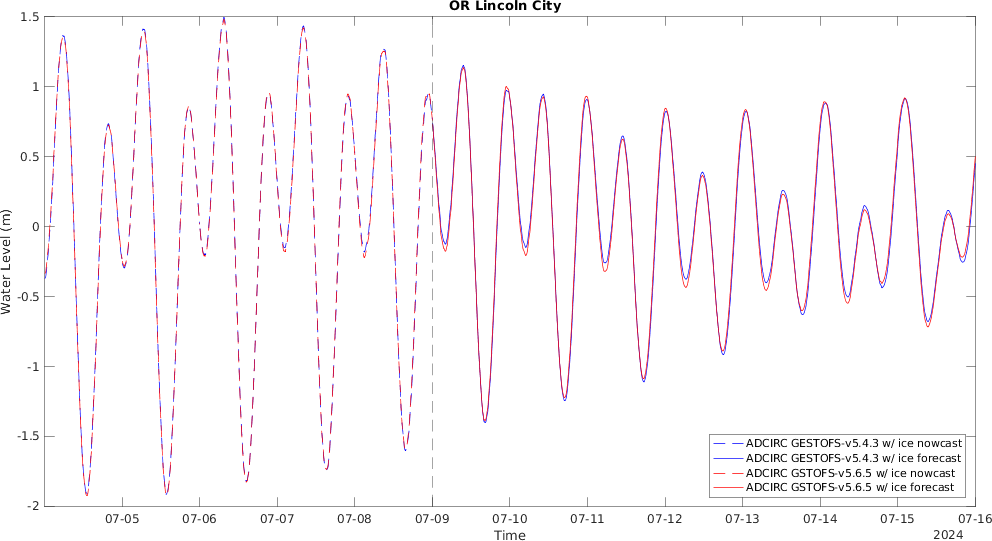 OR Lincoln City
1.5
1
0.5
0
-0.5
-1
-1.5
-2
Water Level (m)
ADCIRC GESTOFS-v5.4.3 w/ ice nowcast
ADCIRC GESTOFS-v5.4.3 w/ ice forecast
ADCIRC GSTOFS-v5.6.5 w/ ice nowcast
ADCIRC GSTOFS-v5.6.5 w/ ice forecast
07-05 07-06 07-07 07-08 07-09 07-10 07-11 07-12 07-13 07-14 07-15 07-16
Time
2024